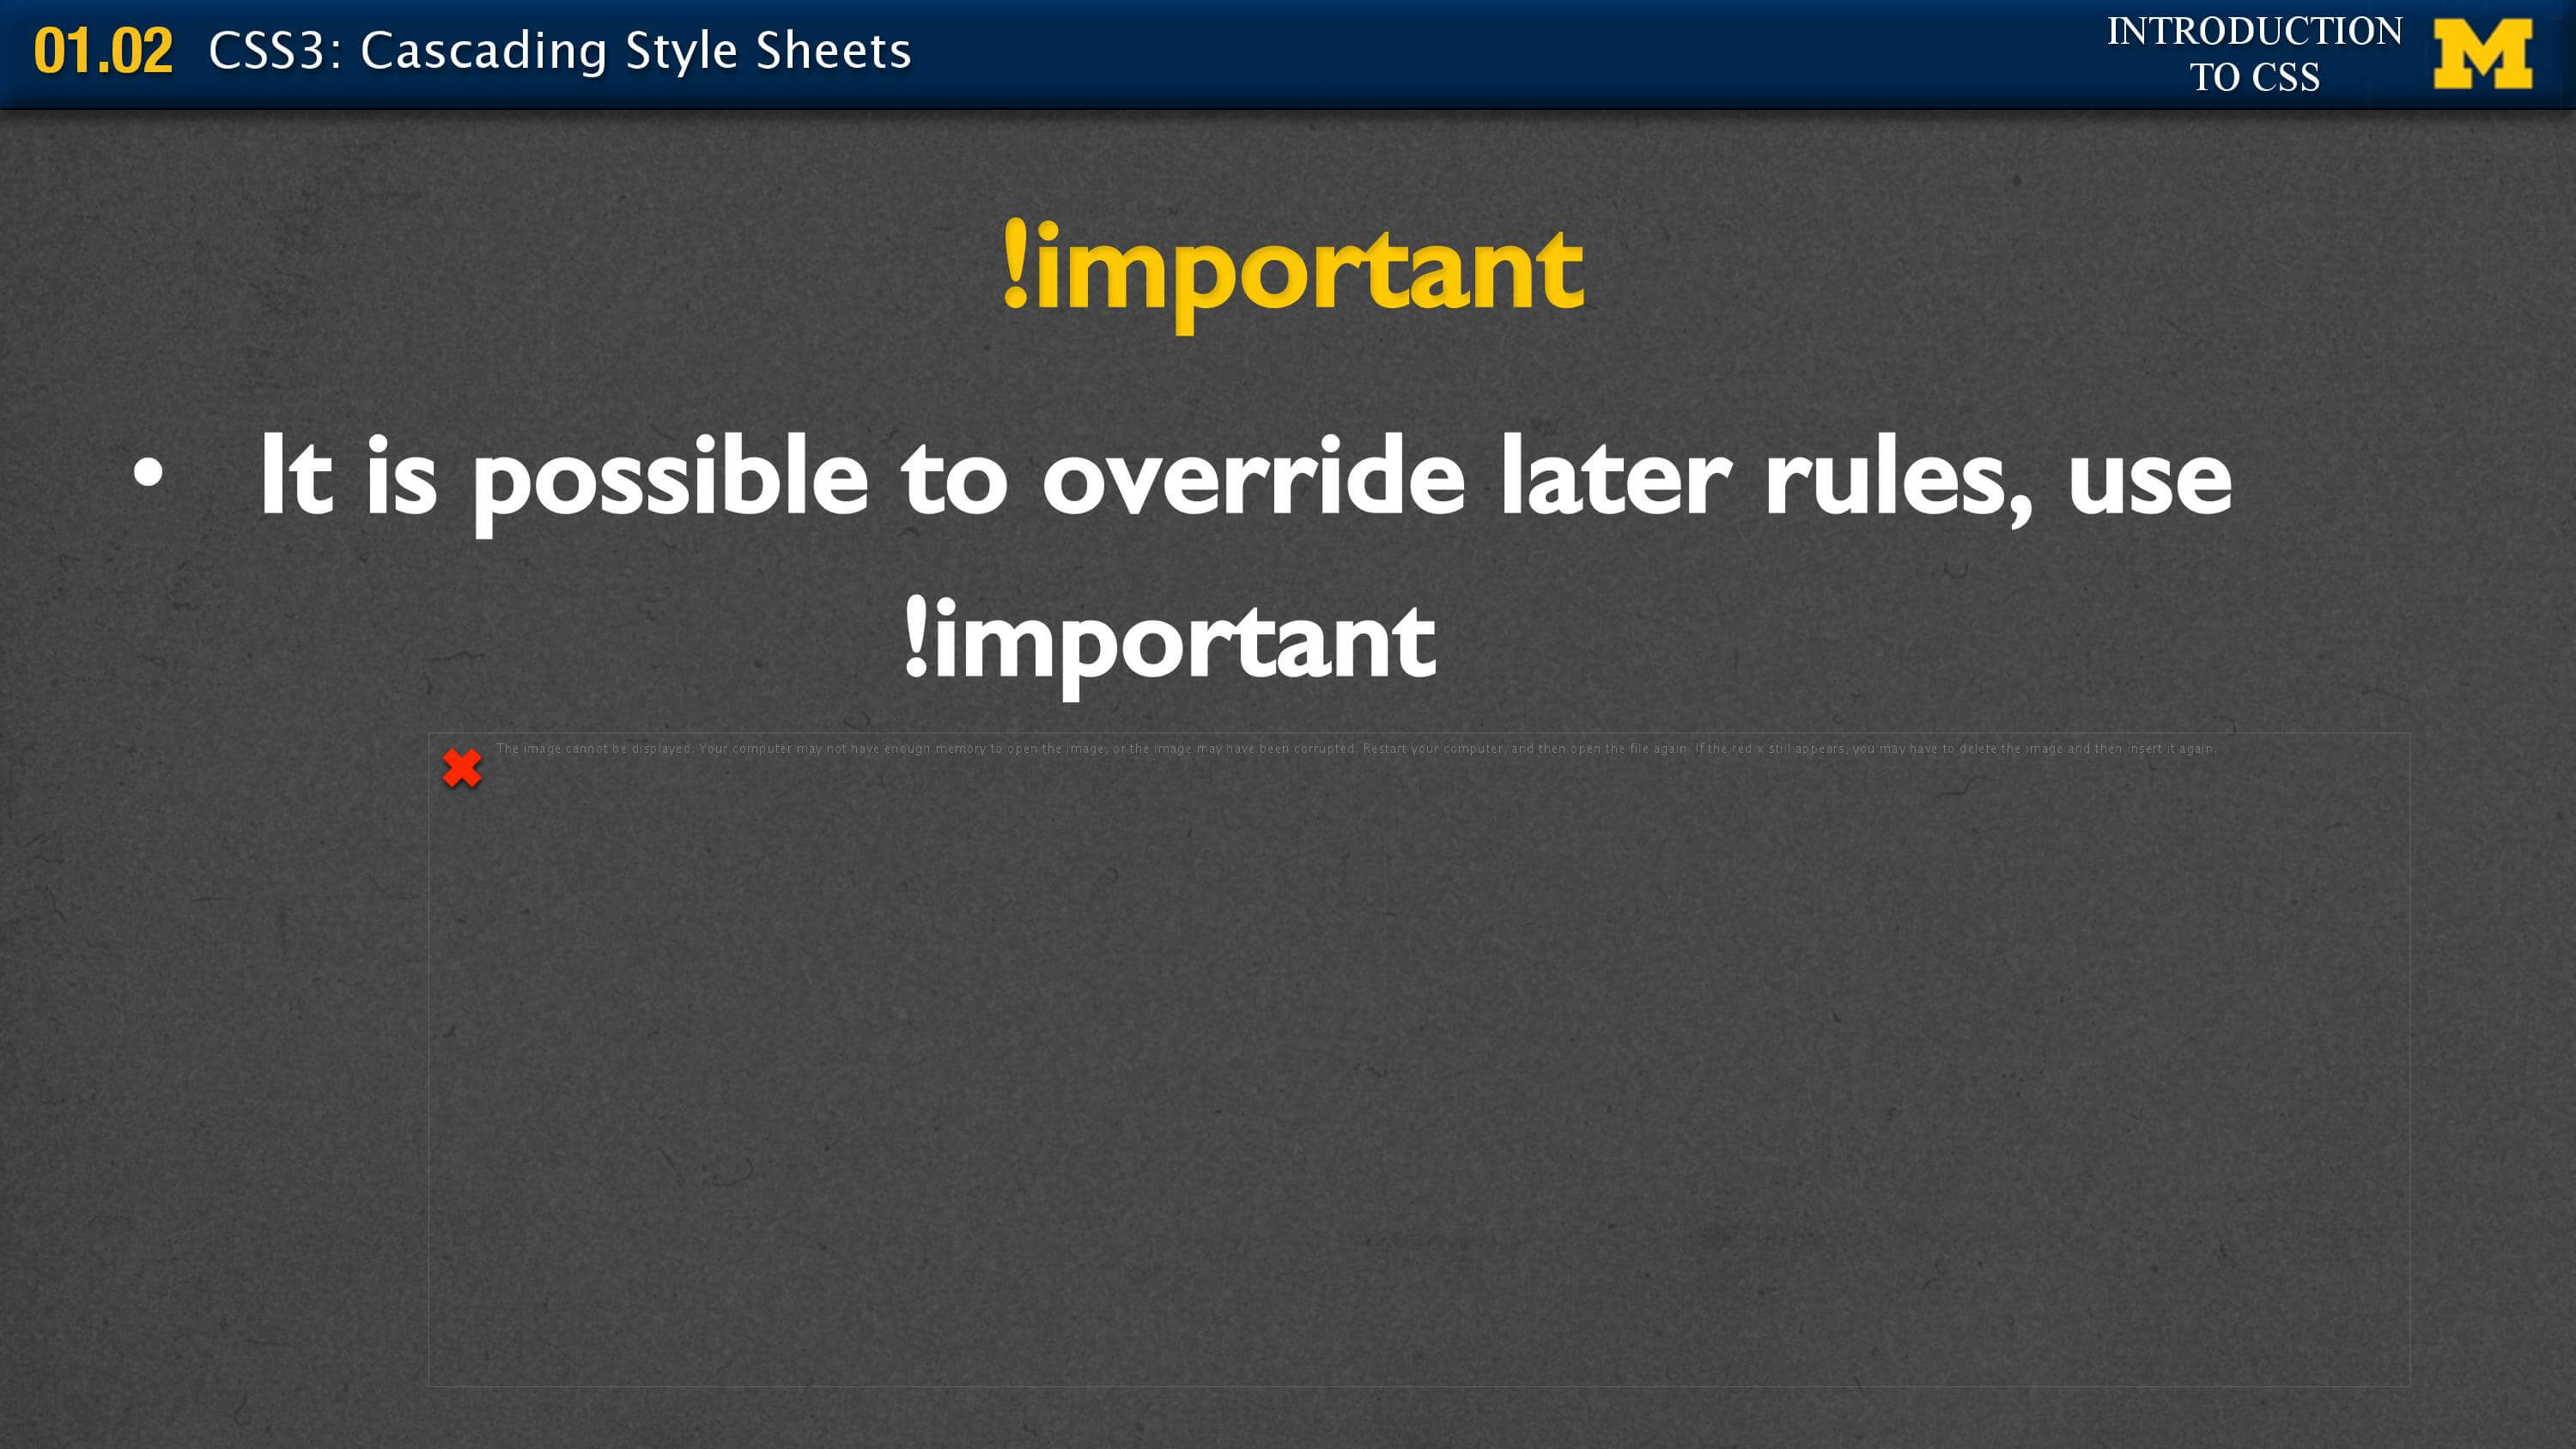 01.02 CSS3: Cascading Style Sheets
INTRODUCTION
TO CSS
M
!important
• It is possible to override later rules, use
!important
The image cannot be displayed. Your computer may not have enough memory to open the image, or the image may have been corrupted. Restart your computer, and then open the file again. If the red x still appears, you may have to delete the image and then insert it again.